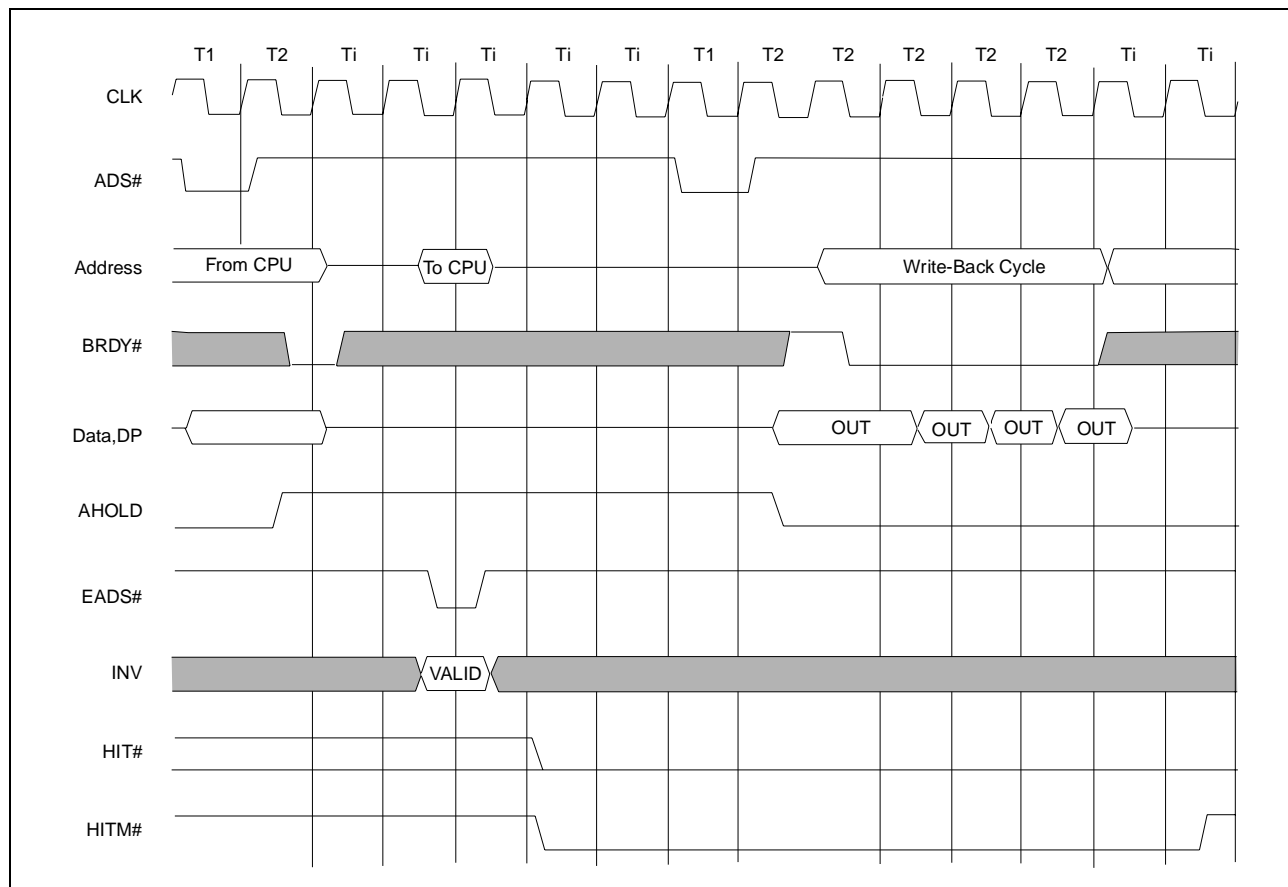 T1 T2 Ti Ti Ti Ti Ti T1 T2 T2 T2 T2 T2 Ti Ti
CLK
ADS#
Address From CPU To CPU Write-Back Cycle
BRDY#
Data,DP OUT OUT OUT OUT
AHOLD
EADS#
INV VALID
HIT#
HITM#